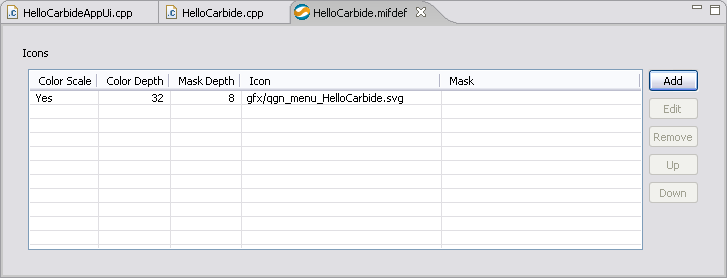 HelloCarbideAppUi.cpp HelloCarbide.cpp HelloCarbide.mifdef
Icons
Color Scale Color Depth Mask Depth Icon Mask
Yes 32 8 gfx/qgn_menu_HelloCarbide.svg
Add
Edit
Remove
Up
Down